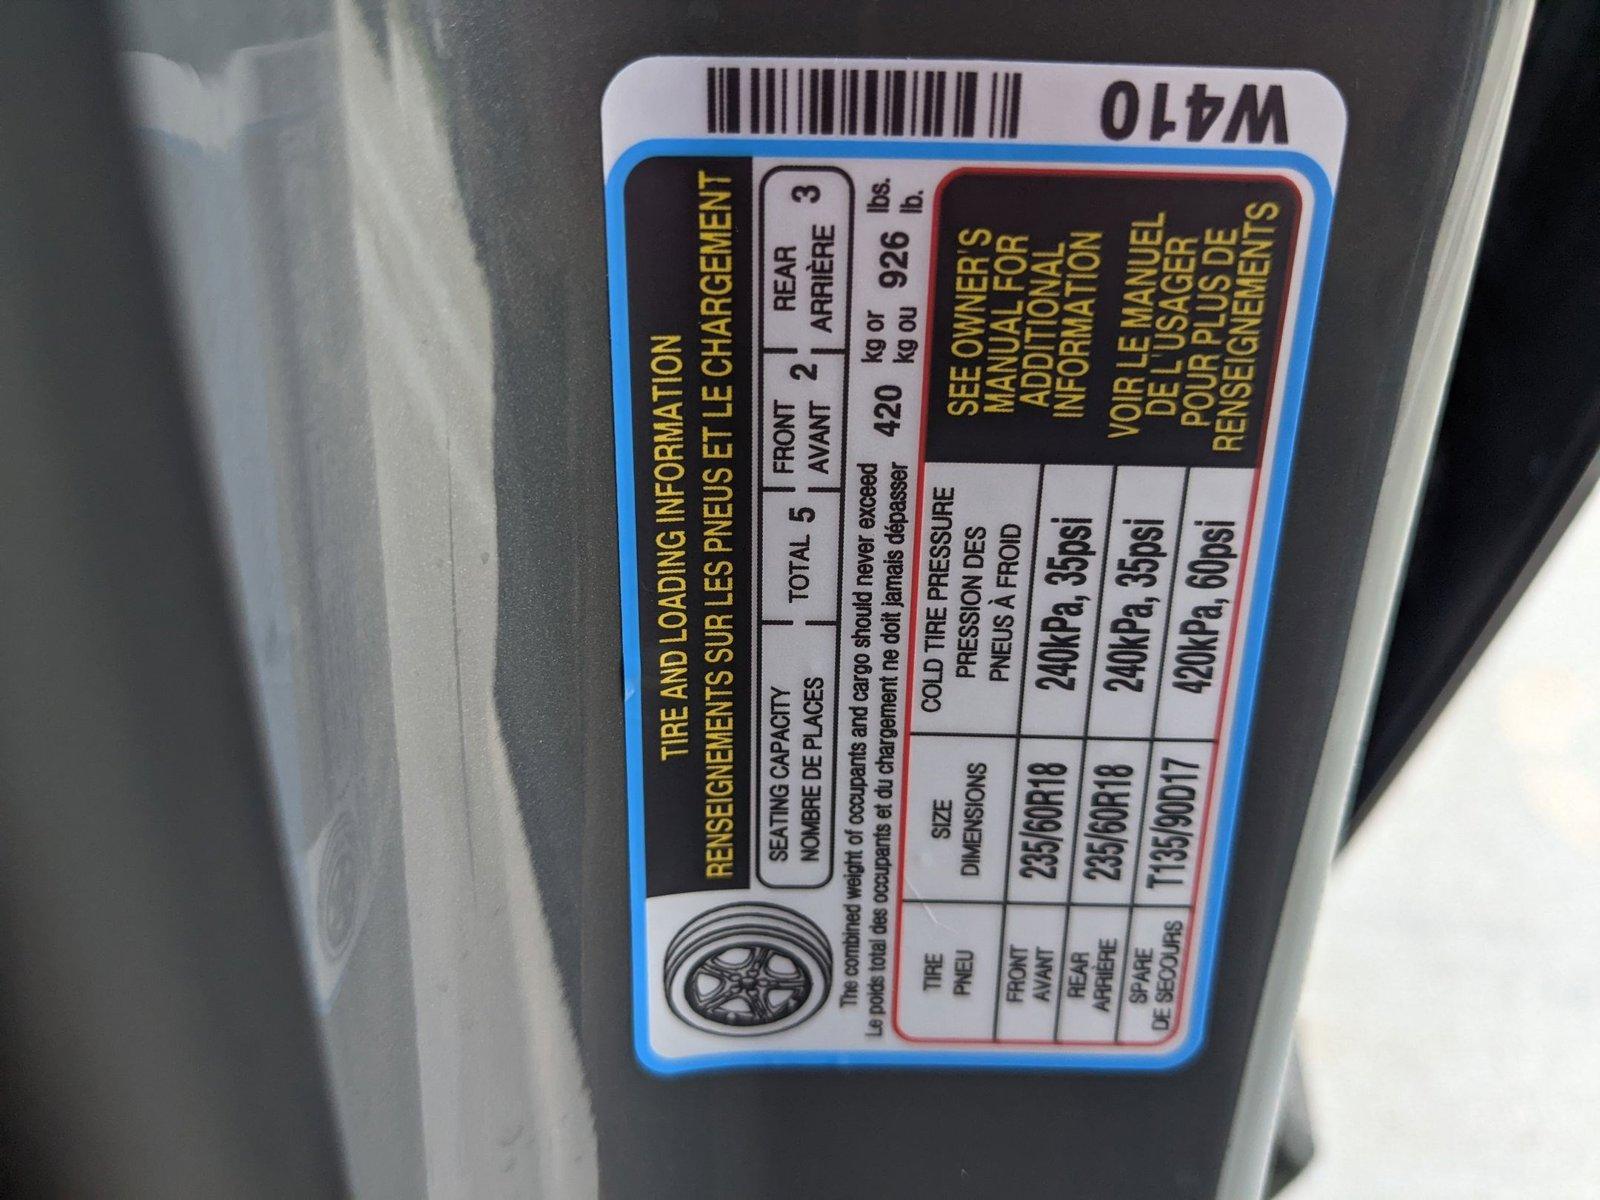 TIRE AND LOADING INFORMATION
RENSEIGNEMENTS SUR LES PNEUS ET LE CHARGEMENT
SEATING CAPACITY
NOMBRE DE PLACES
TOTAL 5
FRONT
AVANT
2
REAR
ARRIÈRE
3
The combined weight of occupants and cargo should never exceed
Le poids total des occupants et du chargement ne doit jamais dépasser
420
kg or
kg ou
926
lbs.
lb.
TIRE
PNEU
SIZE
DIMENSIONS
COLD TIRE PRESSURE
PRESSION DES
PNEUS À FROID
FRONT
AVANT
235/60R18
240kPa, 35psi
REAR
ARRIÈRE
235/60R18
240kPa, 35psi
SPARE
DE SECOURS
T135/90D17
420kPa, 60psi
SEE OWNER'S
MANUAL FOR
ADDITIONAL
INFORMATION
VOIR LE MANUEL
DE L'USAGER
POUR PLUS DE
RENSEIGNEMENTS
W410